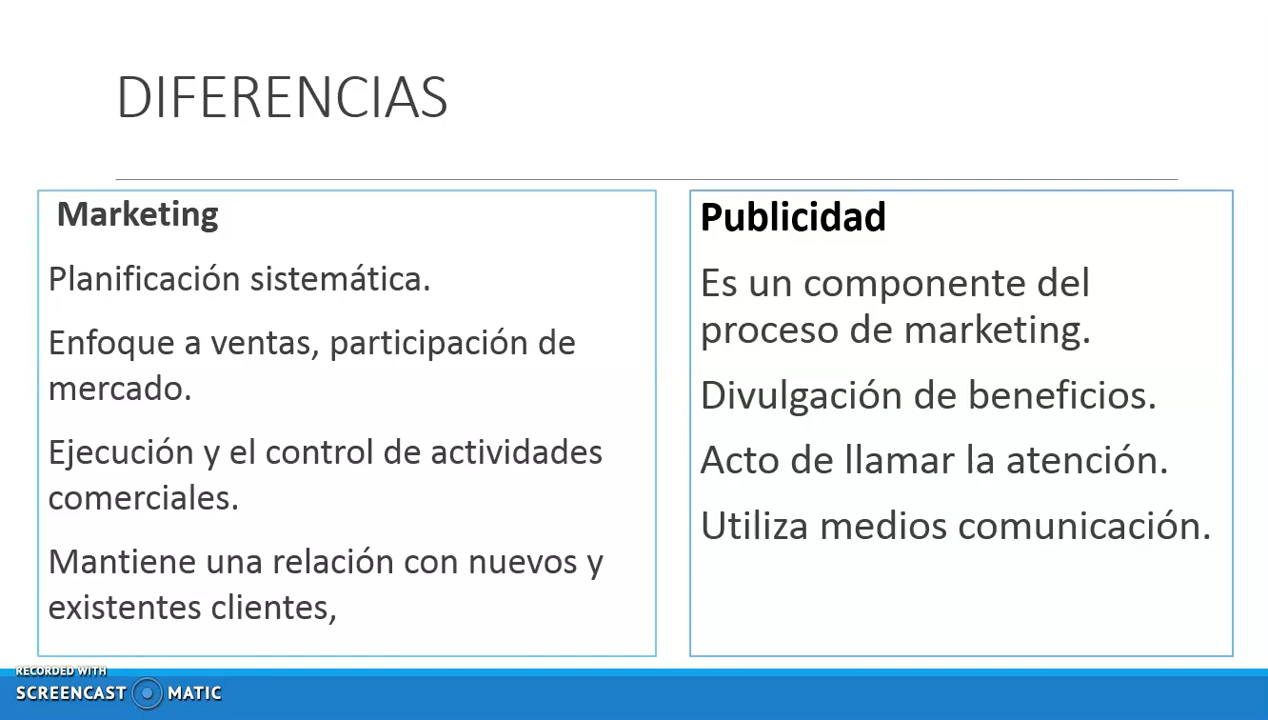 DIFERENCIAS
Marketing
Planificación sistemática.
Enfoque a ventas, participación de
mercado.
Ejecución y el control de actividades
comerciales.
Mantiene una relación con nuevos y
existentes clientes,
Publicidad
Es un componente del
proceso de marketing.
Divulgación de beneficios.
Acto de llamar la atención.
Utiliza medios comunicación.
RECORDED WITH
SCREENCAST MATIC